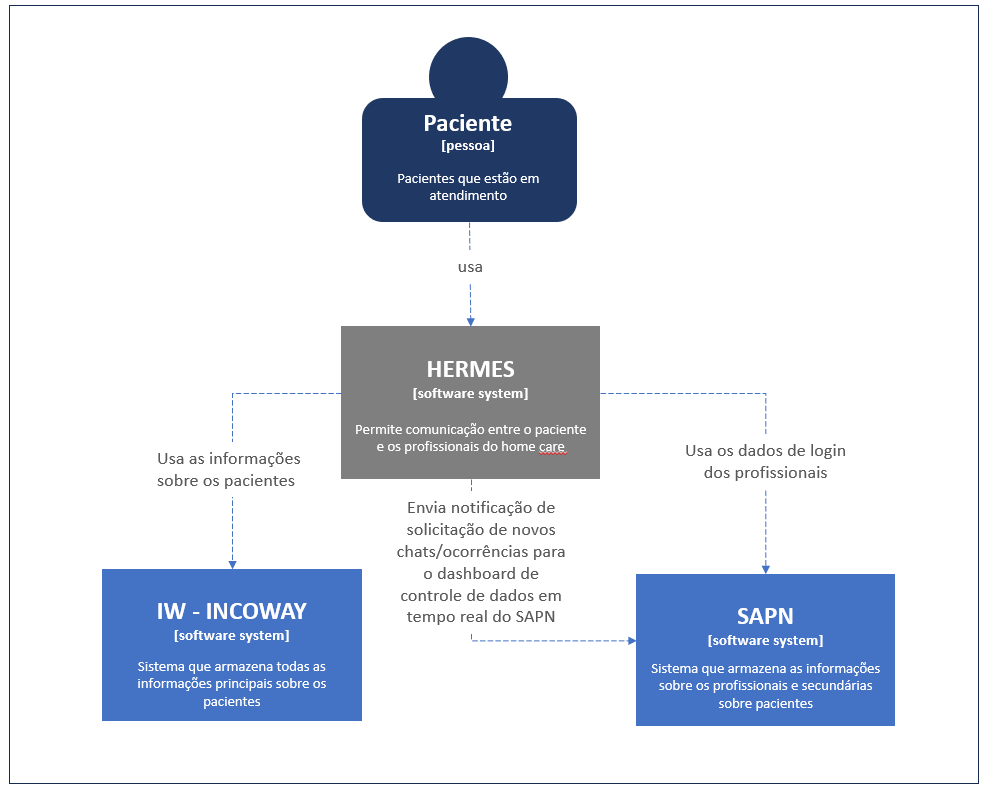 Paciente
[pessoa]
Pacientes que estão em
atendimento
usa
HERMES
[software system]
Permite comunicação entre o paciente
e os profissionais do home care
Usa as informações
sobre os pacientes
Usa os dados de login
dos profissionais
Envia notificação de
solicitação de novos
chats/ocorrências para
o dashboard de
controle de dados em
tempo real do SAPN
IW - INCOWAY
[software system]
Sistema que armazena todas as
informações principais sobre os
pacientes
SAPN
[software system]
Sistema que armazena as informações
sobre os profissionais e secundárias
sobre pacientes